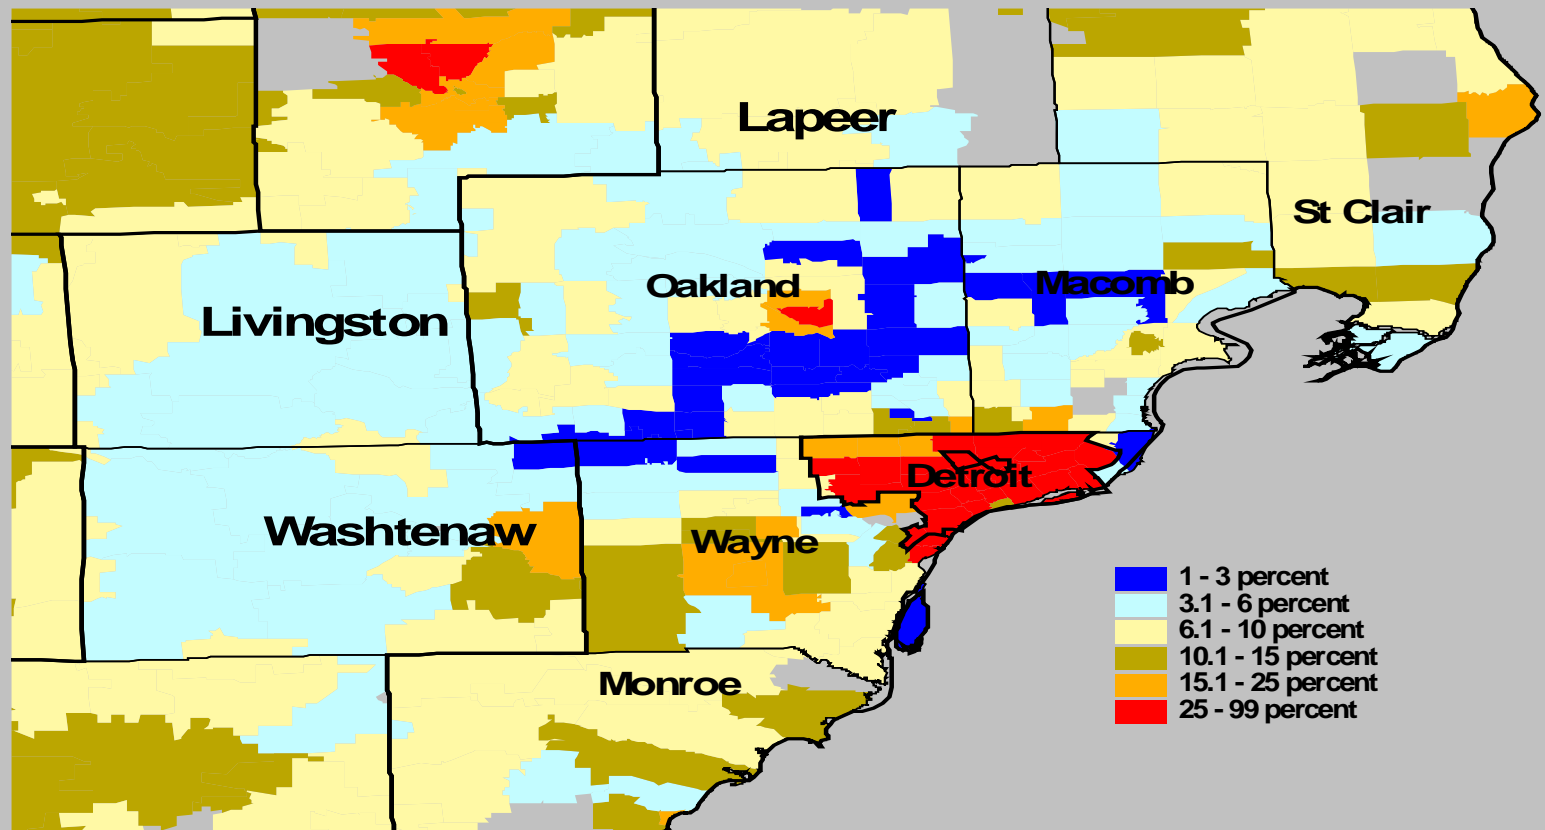 Lapeer
St Clair
Oakland
Macomb
Livingston
Detroit
Washtenaw
Wayne
Monroe
1 - 3 percent
3.1 - 6 percent
6.1 - 10 percent
10.1 - 15 percent
15.1 - 25 percent
25 - 99 percent